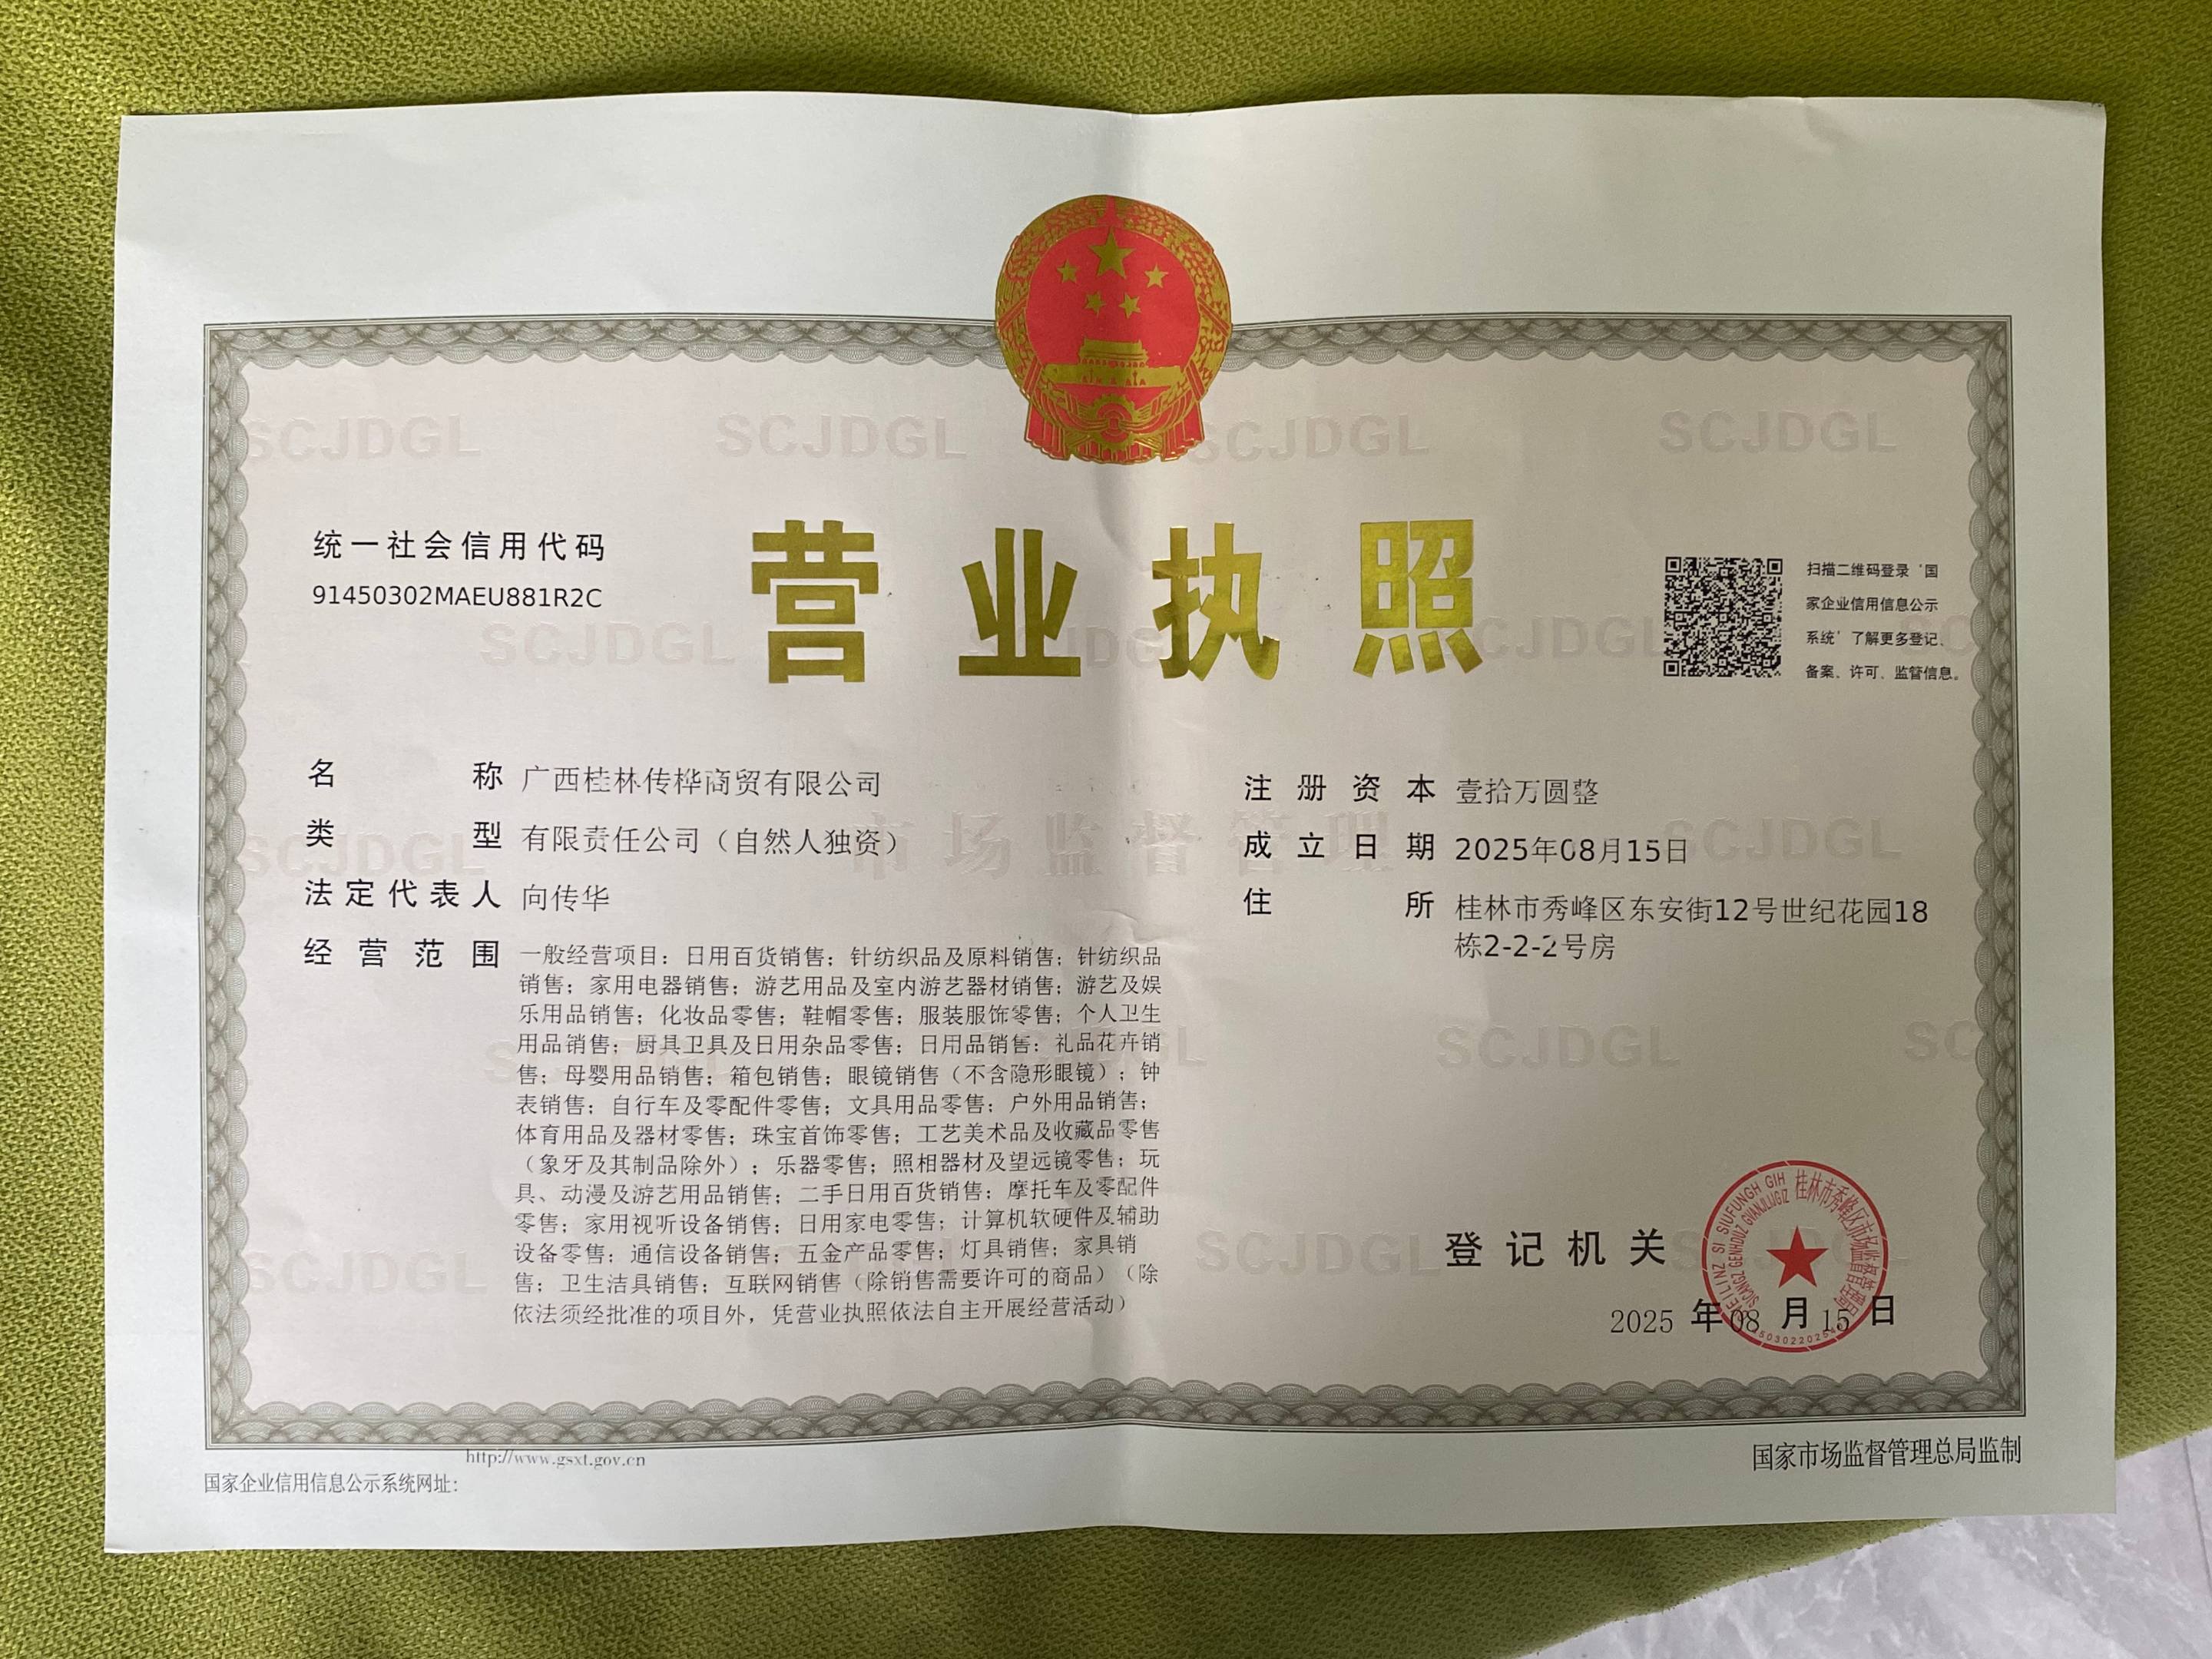 营业执照
统一社会信用代码
91450302MAEU881R2C
扫描二维码登录‘国
家企业信用信息公示
系统’了解更多登记、
备案、许可、监管信息。
名称 广西桂林传桦商贸有限公司
类型 有限责任公司（自然人独资）
法定代表人 向传华
经营范围 一般经营项目：日用百货销售；针纺织品及原料销售；针纺织品
销售；家用电器销售；游艺用品及室内游艺器材销售；游艺及娱
乐用品销售；化妆品零售；鞋帽零售；服装服饰零售；个人卫生
用品销售；厨具卫具及日用杂品零售；日用品销售；礼品花卉销
售；母婴用品销售；箱包销售；眼镜销售（不含隐形眼镜）；钟
表销售；自行车及零配件零售；文具用品零售；户外用品销售；
体育用品及器材零售；珠宝首饰零售；工艺美术品及收藏品零售
（象牙及其制品除外）；乐器零售；照相器材及望远镜零售；玩
具、动漫及游艺用品销售；二手日用百货销售；摩托车及零配件
零售；家用视听设备销售；日用家电零售；计算机软硬件及辅助
设备零售；通信设备销售；五金产品零售；灯具销售；家具销
售；卫生洁具销售；互联网销售（除销售需要许可的商品）（除
依法须经批准的项目外，凭营业执照依法自主开展经营活动）
注册资本 壹拾万圆整
成立日期 2025年08月15日
住所 桂林市秀峰区东安街12号世纪花园18
栋2-2-2号房
市场监督管理
SCJDGL
登记机关
桂林市秀峰区市场监督管理局
2025 年 08 月 15 日
http://www.gsxt.gov.cn
国家企业信用信息公示系统网址：
国家市场监督管理总局监制